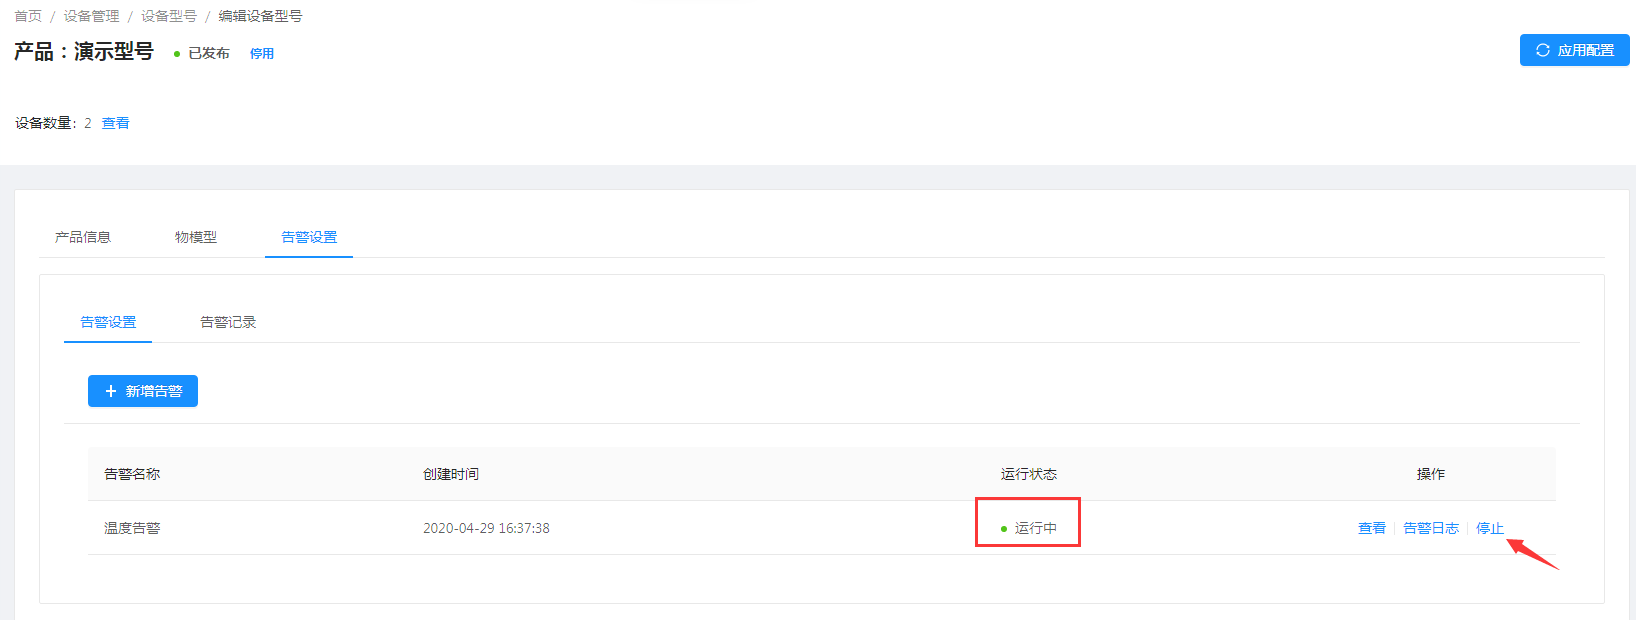 首页 / 设备管理 / 设备型号 / 编辑设备型号
产品：演示型号 已发布 停用
应用配置
设备数量: 2 查看
产品信息 物模型 告警设置
告警设置 告警记录
+ 新增告警
告警名称 创建时间 运行状态 操作
温度告警 2020-04-29 16:37:38 运行中 查看 告警日志 停止